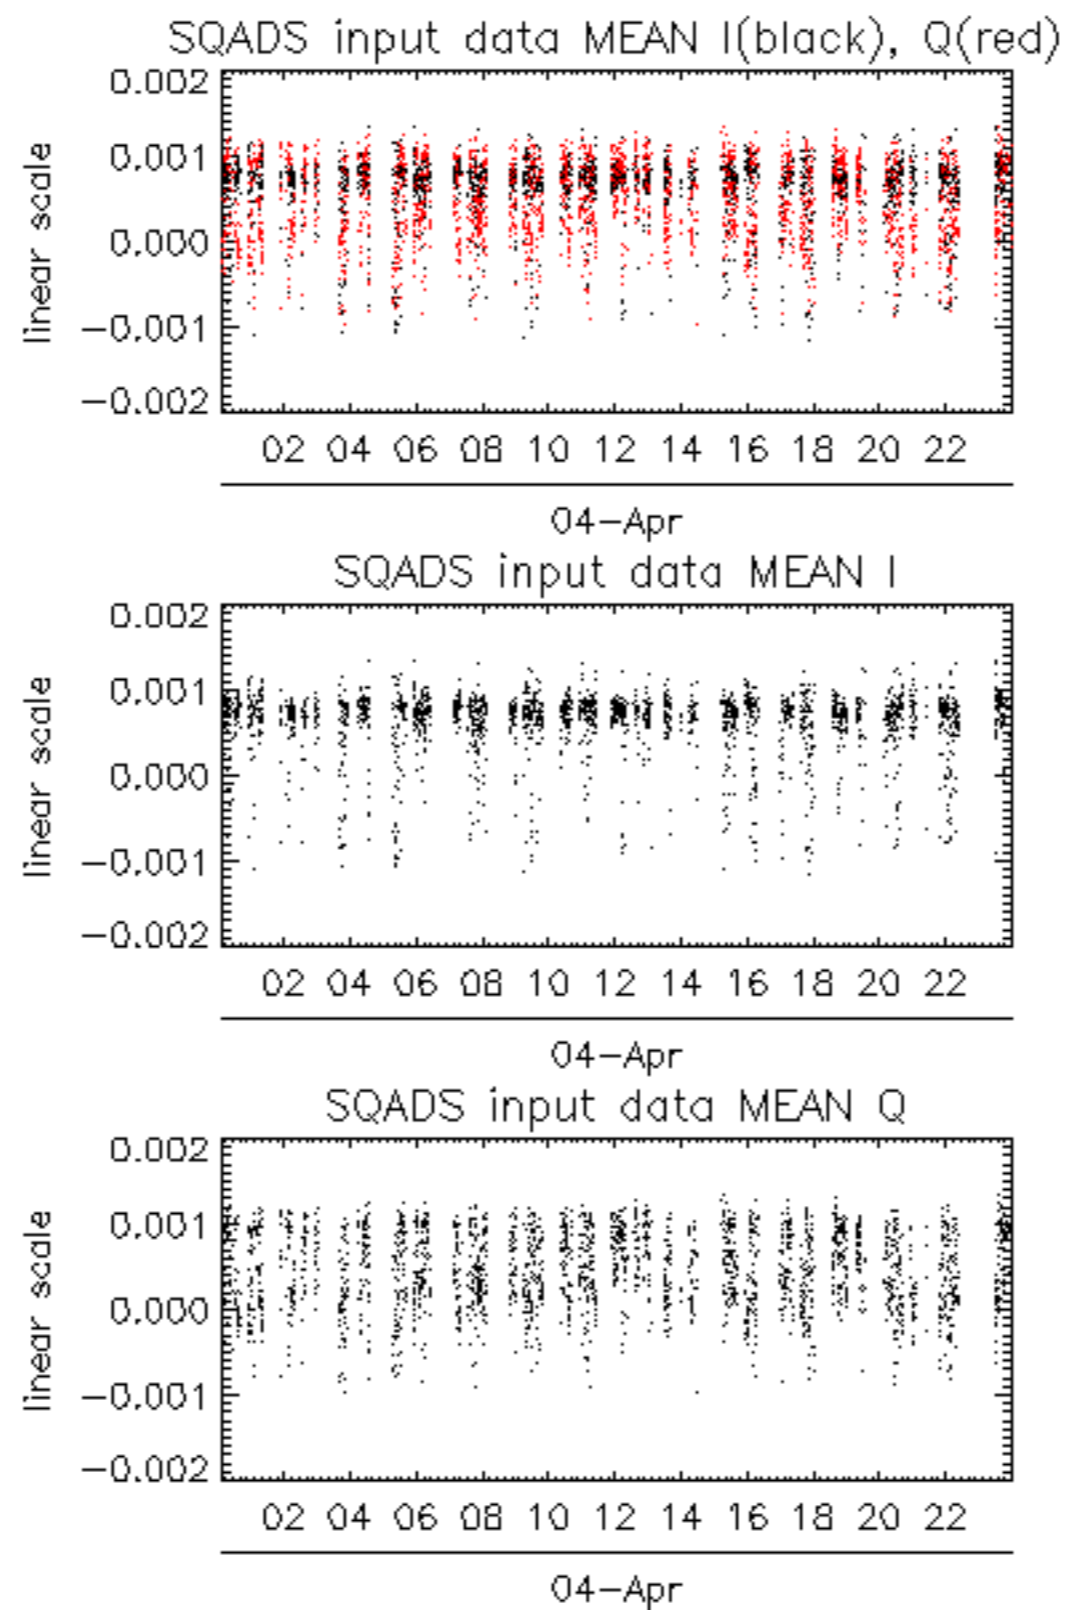 SQADS input data MEAN I(black), Q(red)
0.002
0.001
0.000
−0.001
−0.002
linear scale
02 04 06 08 10 12 14 16 18 20 22
04−Apr
SQADS input data MEAN I
0.002
0.001
0.000
−0.001
−0.002
linear scale
02 04 06 08 10 12 14 16 18 20 22
04−Apr
SQADS input data MEAN Q
0.002
0.001
0.000
−0.001
−0.002
linear scale
02 04 06 08 10 12 14 16 18 20 22
04−Apr